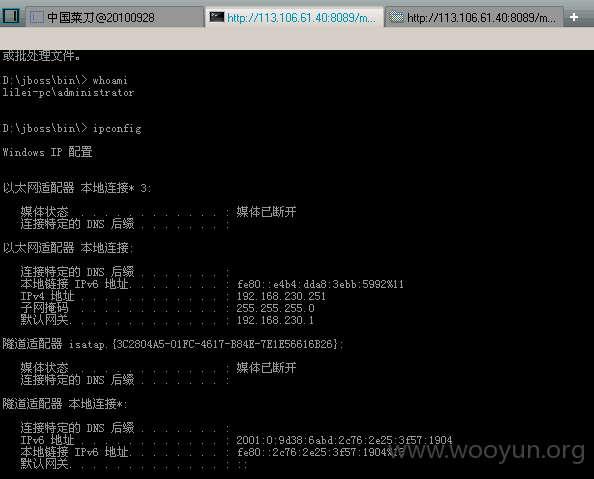 中国菜刀@20100928
http://113.106.61.40:8089/m...
http://113.106.61.40:8089/m...
或批处理文件。
D:\jboss\bin\> whoami
lilei-pc\administrator
D:\jboss\bin\> ipconfig
Windows IP 配置
以太网适配器 本地连接* 3:
媒体状态 . . . . . . . . . . . . : 媒体已断开
连接特定的 DNS 后缀 . . . . . . . :
以太网适配器 本地连接:
连接特定的 DNS 后缀 . . . . . . . :
本地链接 IPv6 地址. . . . . . . . : fe80::e4b4:dda8:3ebb:5992%11
IPv4 地址 . . . . . . . . . . . . : 192.168.230.251
子网掩码 . . . . . . . . . . . . : 255.255.255.0
默认网关. . . . . . . . . . . . . : 192.168.230.1
隧道适配器 isatap.{3C2804A5-01FC-4617-B84E-7E1E56616B26}:
媒体状态 . . . . . . . . . . . . : 媒体已断开
连接特定的 DNS 后缀 . . . . . . . :
隧道适配器 本地连接*:
连接特定的 DNS 后缀 . . . . . . . :
IPv6 地址 . . . . . . . . . . . . : 2001:0:9d38:6abd:2c76:2e25:3f57:1904
本地链接 IPv6 地址. . . . . . . . : fe80::2c76:2e25:3f57:1904%13
默认网关. . . . . . . . . . . . . : ::
www.wooyun.org